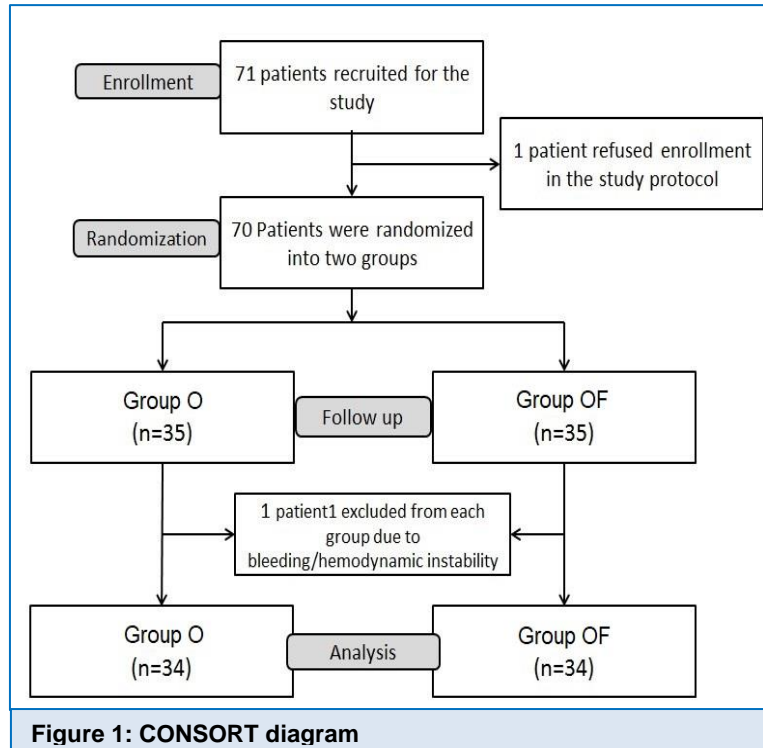 Enrollment
71 patients recruited for the
study
1 patient refused enrollment
in the study protocol
Randomization
70 Patients were randomized
into two groups
Group O
(n=35)
Follow up
Group OF
(n=35)
1 patient1 excluded from each
group due to
bleeding/hemodynamic instability
Group O
(n=34)
Analysis
Group OF
(n=34)
Figure 1: CONSORT diagram